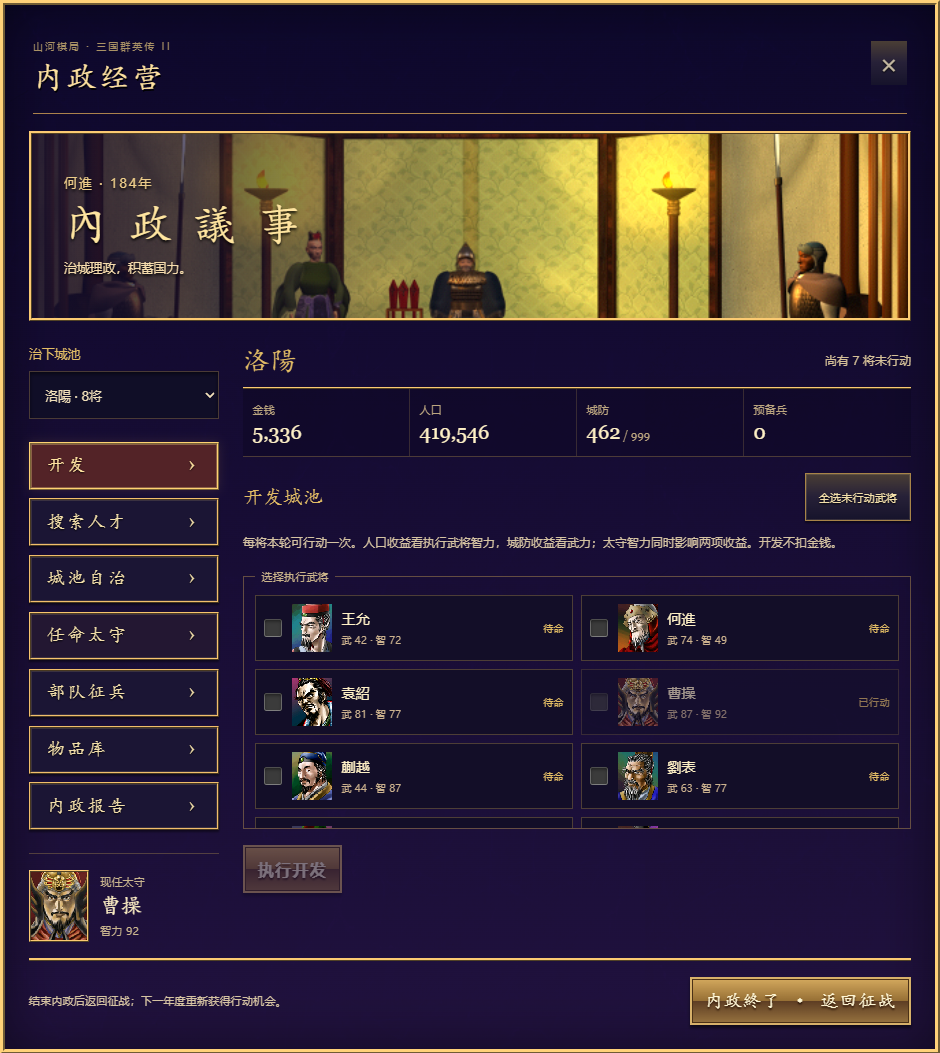 山河棋局 · 三国群英传 II
内政经营
×
何進 · 184年
內政議事
治城理政，积蓄国力。
治下城池
洛陽 · 8将
开发 ›
搜索人才 ›
城池自治 ›
任命太守 ›
部队征兵 ›
物品库 ›
内政报告 ›
现任太守
曹操
智力 92
洛陽
尚有 7 将未行动
金钱
5,336
人口
419,546
城防
462 / 999
预备兵
0
开发城池
全选未行动武将
每将本轮可行动一次。人口收益看执行武将智力，城防收益看武力；太守智力同时影响两项收益。开发不扣金钱。
选择执行武将
王允
武 42 · 智 72
待命
何進
武 74 · 智 49
待命
袁紹
武 81 · 智 77
待命
曹操
武 87 · 智 92
已行动
蒯越
武 44 · 智 87
待命
劉表
武 63 · 智 77
待命
执行开发
结束内政后返回征战；下一年度重新获得行动机会。
内政終了 · 返回征战